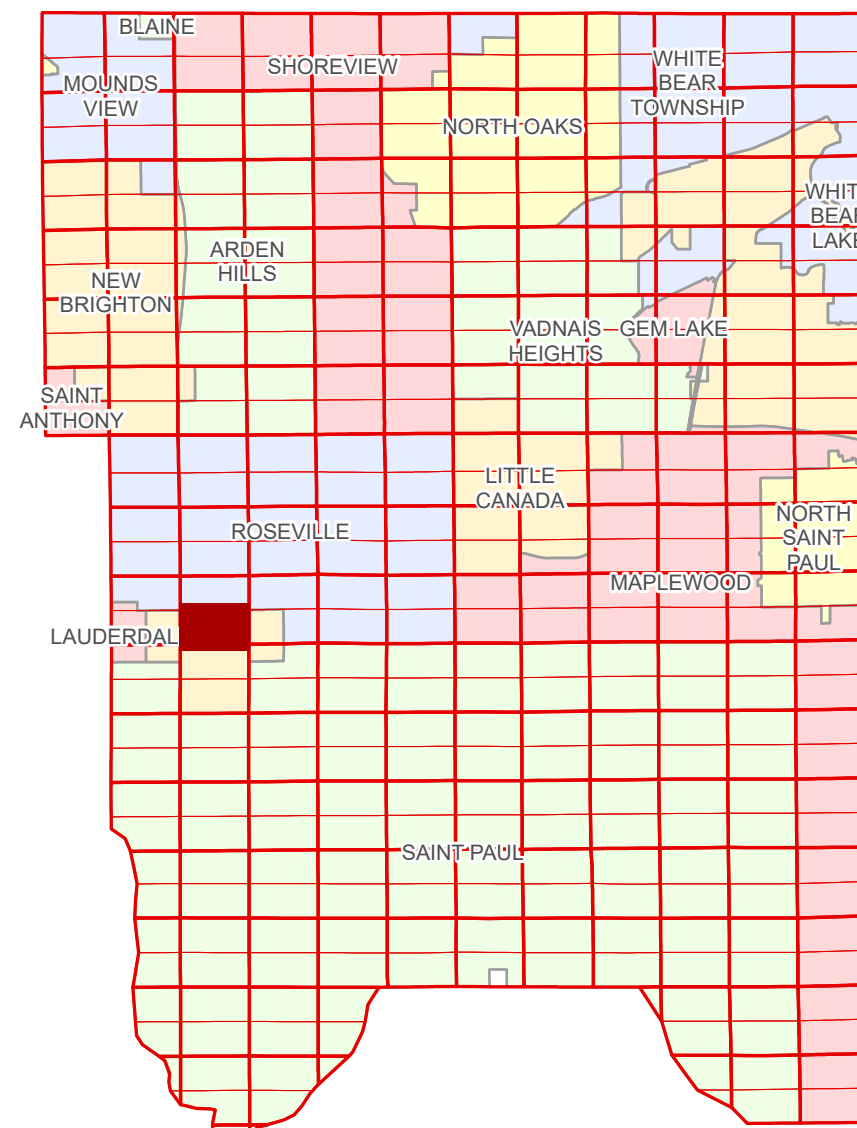 BLAINE
SHOREVIEW
WHITE
BEAR
TOWNSHIP
MOUNDS
VIEW
NORTH OAKS
WHIT
BEAR
LAKE
ARDEN
HILLS
NEW
BRIGHTON
VADNAIS
HEIGHTS
GEM LAKE
SAINT
ANTHONY
LITTLE
CANADA
NORTH
SAINT
PAUL
ROSEVILLE
MAPLEWOOD
LAUDERDAL
SAINT PAUL